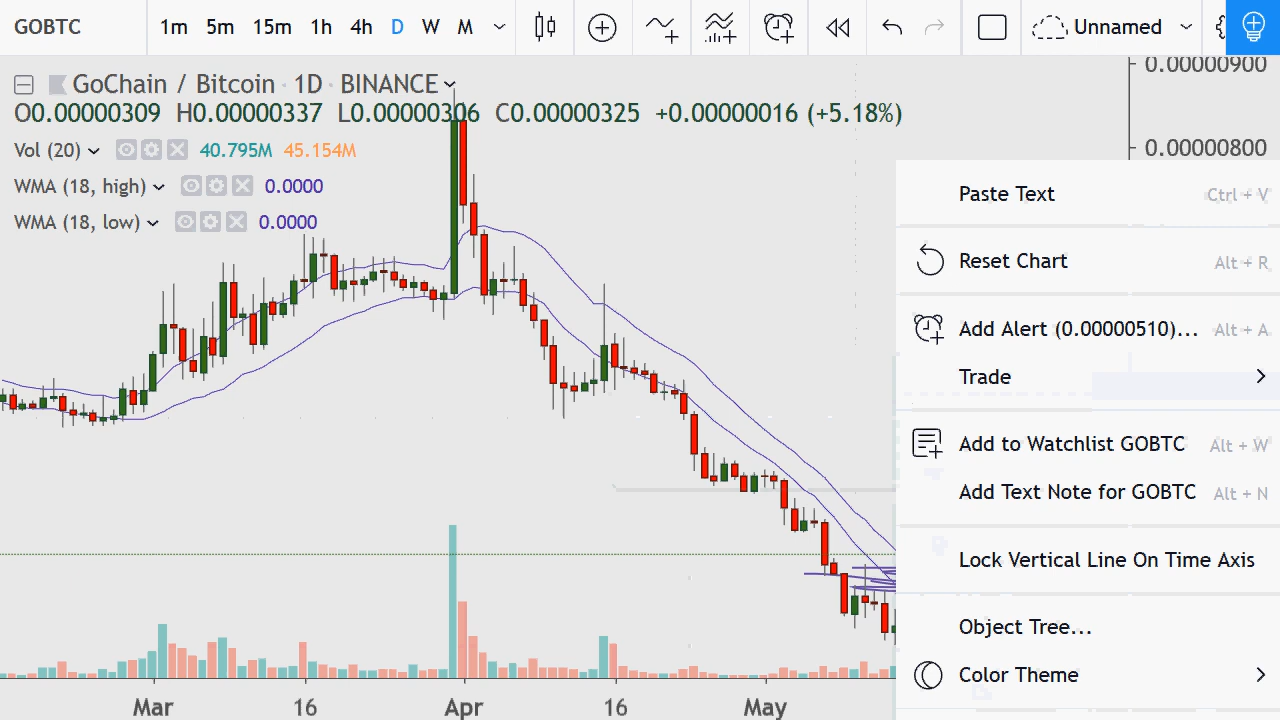 GOBTC 1m 5m 15m 1h 4h D W M Unnamed
GoChain / Bitcoin · 1D · BINANCE
0.00000900
O0.00000309 H0.00000337 L0.00000306 C0.00000325 +0.00000016 (+5.18%)
Vol (20) 40.795M 45.154M
0.00000800
WMA (18, high) 0.0000
WMA (18, low) 0.0000
Paste Text Ctrl + V
Reset Chart Alt + R
Add Alert (0.00000510)... Alt + A
Trade
Add to Watchlist GOBTC Alt + W
Add Text Note for GOBTC Alt + N
Lock Vertical Line On Time Axis
Object Tree...
Color Theme
Mar 16 Apr 16 May